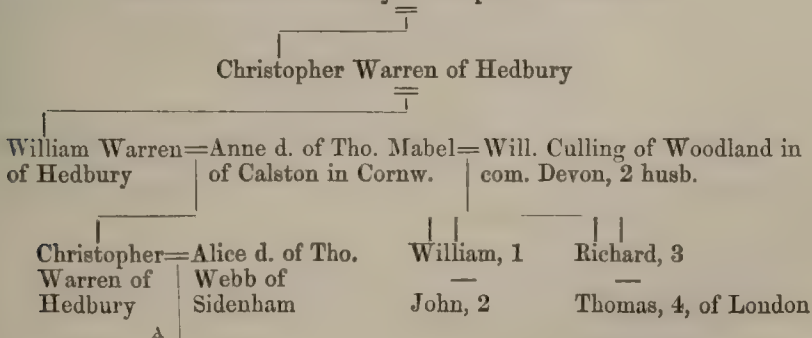 Christopher Warren of Hedbury
William Warren=Anne d. of Tho. Mabel=Will. Culling of Woodland in
of Hedbury of Calston in Cornw. com. Devon, 2 husb.
Christopher=Alice d. of Tho. William, 1 Richard, 3
Warren of Webb of
Hedbury Sidenham John, 2 Thomas, 4, of London
A